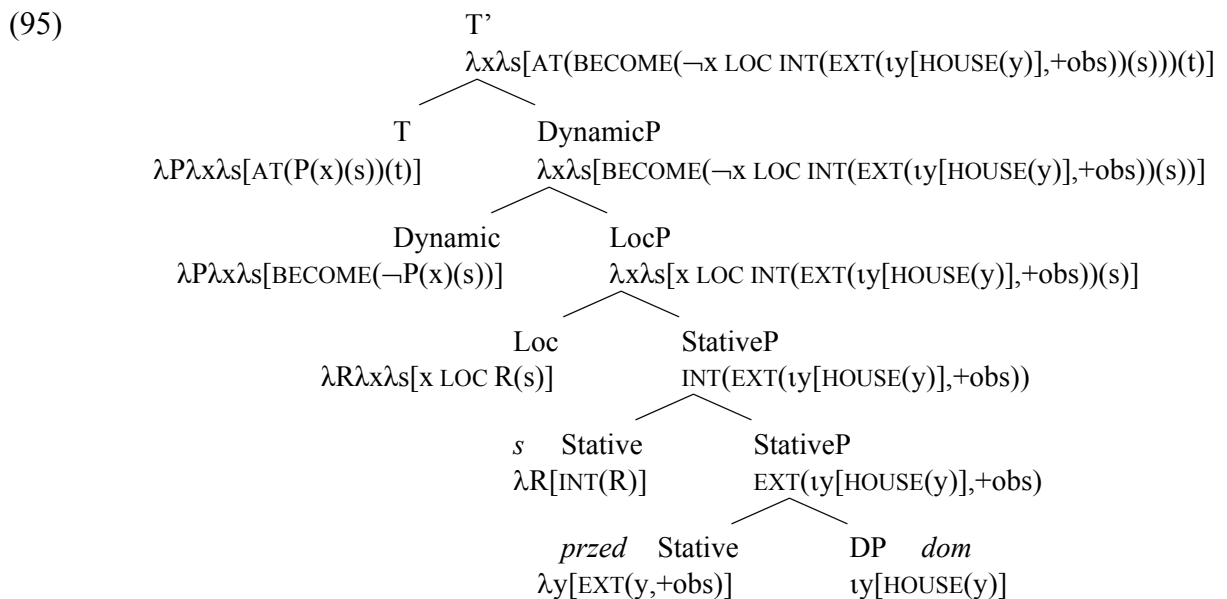 (95) T’
λxλs[AT(BECOME(¬x LOC INT(EXT(ιy[HOUSE(y)],+obs))(s)))(t)]
T DynamicP
λPλxλs[AT(P(x)(s))(t)] λxλs[BECOME(¬x LOC INT(EXT(ιy[HOUSE(y)],+obs))(s))]
Dynamic LocP
λPλxλs[BECOME(¬P(x)(s))] λxλs[x LOC INT(EXT(ιy[HOUSE(y)],+obs))(s)]
Loc StativeP
λRλxλs[x LOC R(s)] INT(EXT(ιy[HOUSE(y)],+obs))
s Stative StativeP
λR[INT(R)] EXT(ιy[HOUSE(y)],+obs)
przed Stative DP dom
λy[EXT(y,+obs)] ιy[HOUSE(y)]